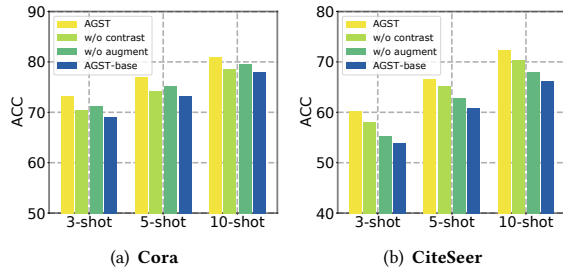 90
80
70
60
50
ACC
AGST
w/o contrast
w/o augment
AGST-base
3-shot 5-shot 10-shot
(a) Cora
80
70
60
50
40
ACC
AGST
w/o contrast
w/o augment
AGST-base
3-shot 5-shot 10-shot
(b) CiteSeer